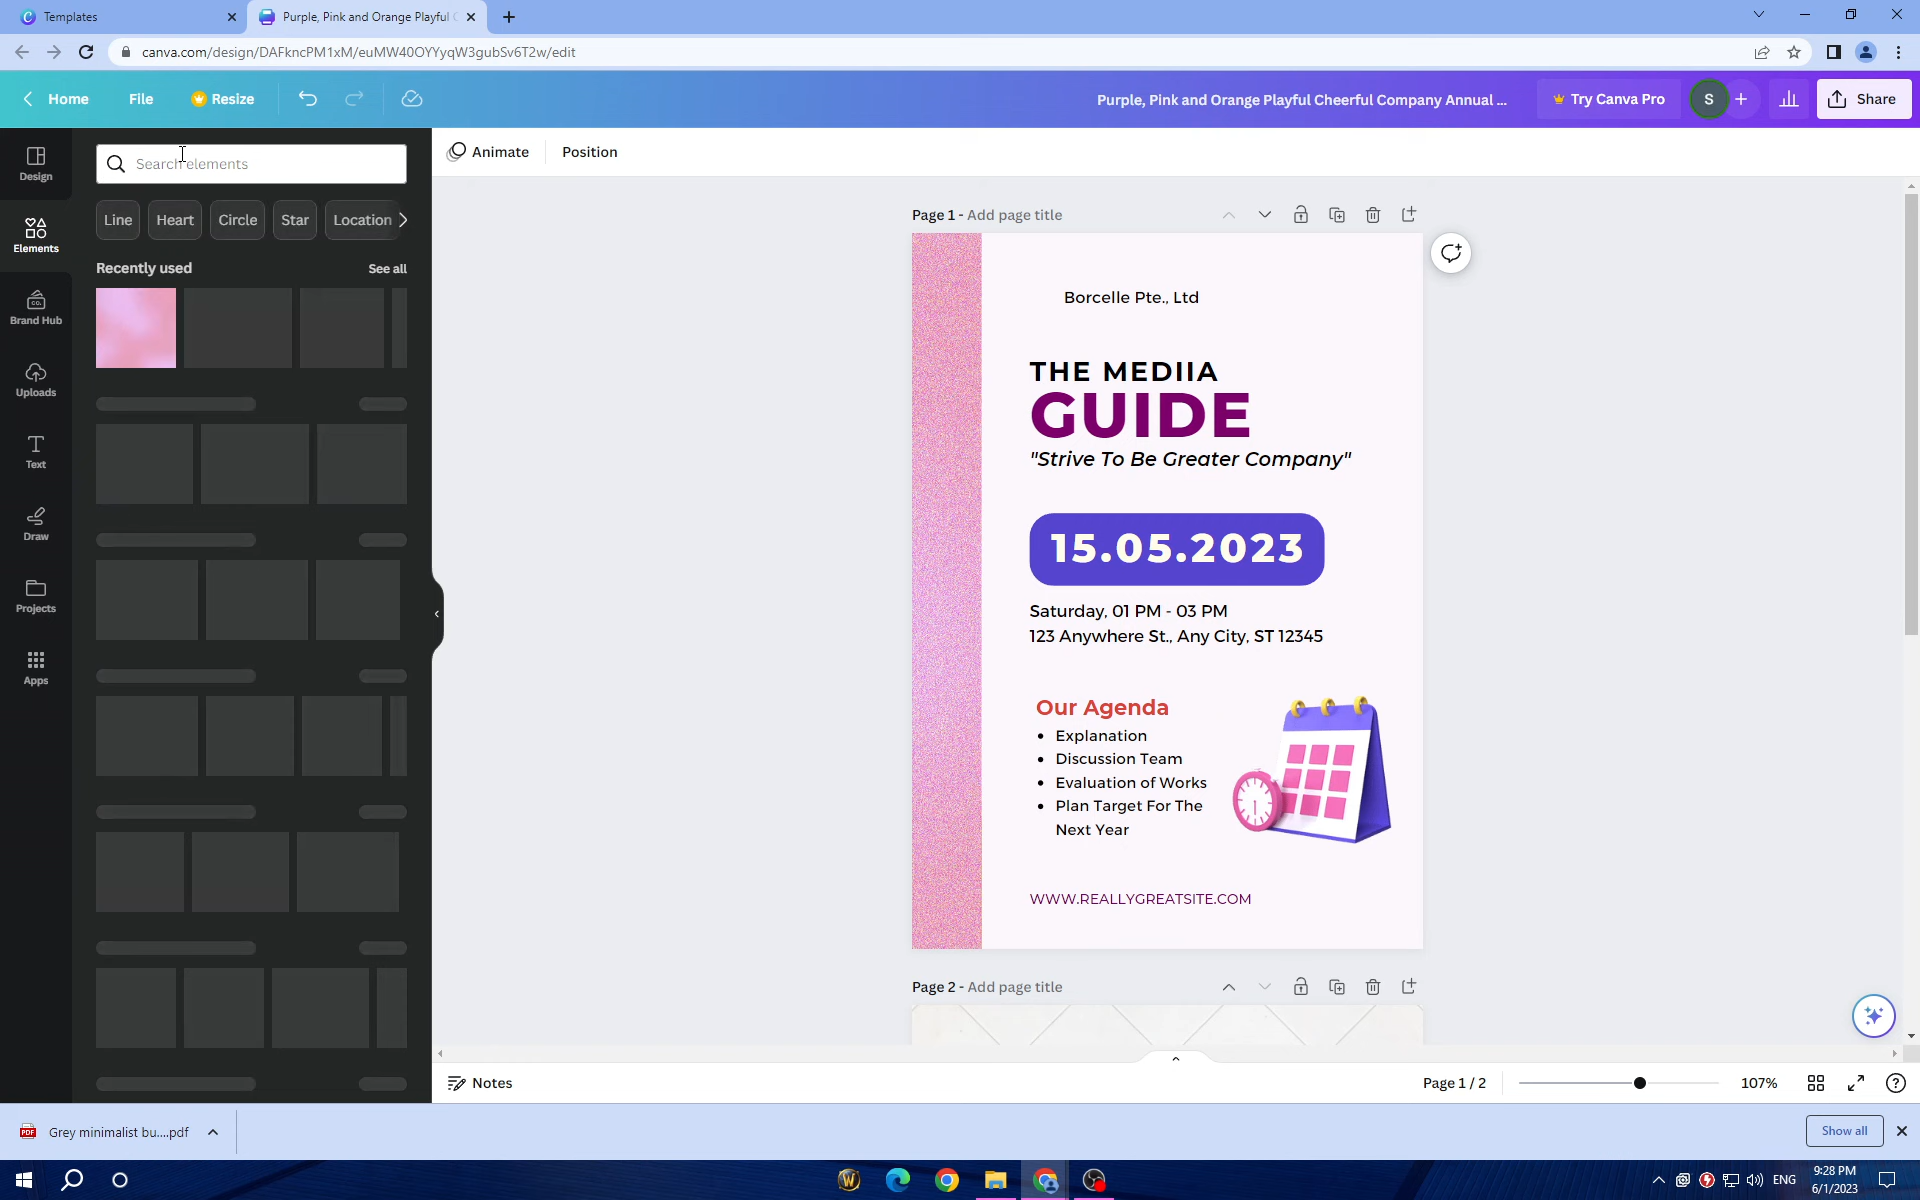 Templates
Purple, Pink and Orange Playful C
canva.com/design/DAFkncPM1xM/euMW40OYYyqW3gubSv6T2w/edit
Home
File
Resize
Purple, Pink and Orange Playful Cheerful Company Annual ...
Try Canva Pro
S
Share
Design
Elements
Brand Hub
Uploads
Text
Draw
Projects
Apps
Search elements
Line
Heart
Circle
Star
Location
Recently used
See all
Animate
Position
Page 1 - Add page title
Borcelle Pte., Ltd
THE MEDIIA
GUIDE
"Strive To Be Greater Company"
15.05.2023
Saturday, 01 PM - 03 PM
123 Anywhere St., Any City, ST 12345
Our Agenda
• Explanation
• Discussion Team
• Evaluation of Works
• Plan Target For The
Next Year
WWW.REALLYGREATSITE.COM
Page 2 - Add page title
Notes
Page 1 / 2
107%
Grey minimalist bu....pdf
Show all
ENG
9:28 PM
6/1/2023